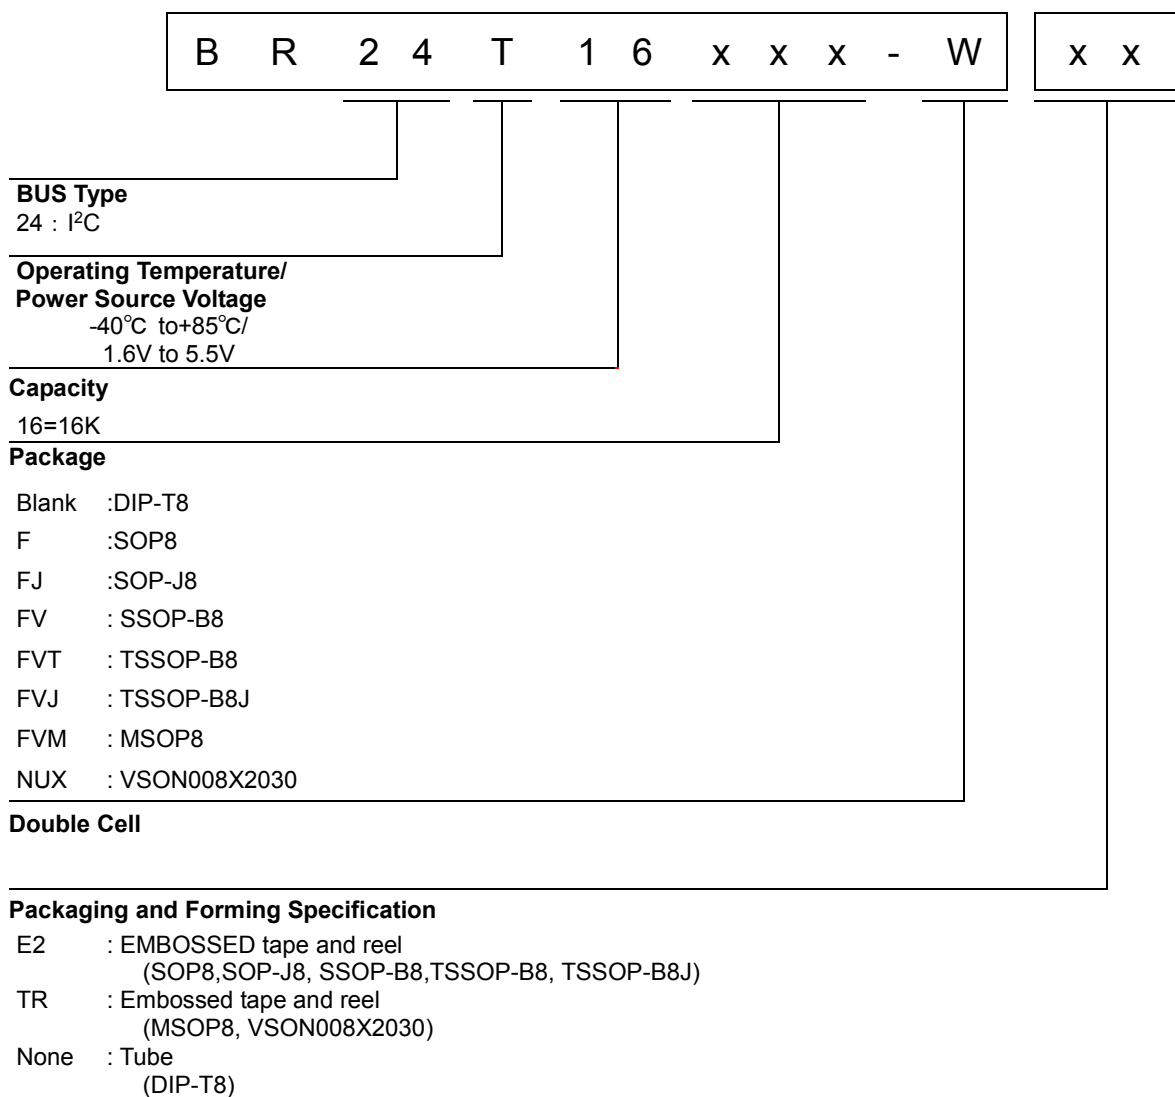 B R 2 4 T 1 6 x x x - W x x
BUS Type
24 : I²C
Operating Temperature/
Power Source Voltage
-40℃ to+85℃/
1.6V to 5.5V
Capacity
16=16K
Package
Blank :DIP-T8
F :SOP8
FJ :SOP-J8
FV : SSOP-B8
FVT : TSSOP-B8
FVJ : TSSOP-B8J
FVM : MSOP8
NUX : VSON008X2030
Double Cell
Packaging and Forming Specification
E2 : EMBOSSED tape and reel
(SOP8,SOP-J8, SSOP-B8,TSSOP-B8, TSSOP-B8J)
TR : Embossed tape and reel
(MSOP8, VSON008X2030)
None : Tube
(DIP-T8)